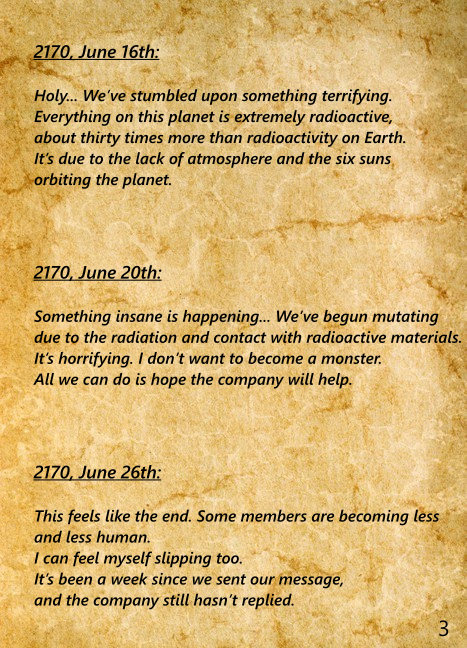 2170, June 16th:
Holy... We've stumbled upon something terrifying.
Everything on this planet is extremely radioactive,
about thirty times more than radioactivity on Earth.
It's due to the lack of atmosphere and the six suns
orbiting the planet.
2170, June 20th:
Something insane is happening... We've begun mutating
due to the radiation and contact with radioactive materials.
It's horrifying. I don't want to become a monster.
All we can do is hope the company will help.
2170, June 26th:
This feels like the end. Some members are becoming less
and less human.
I can feel myself slipping too.
It's been a week since we sent our message,
and the company still hasn't replied.
3